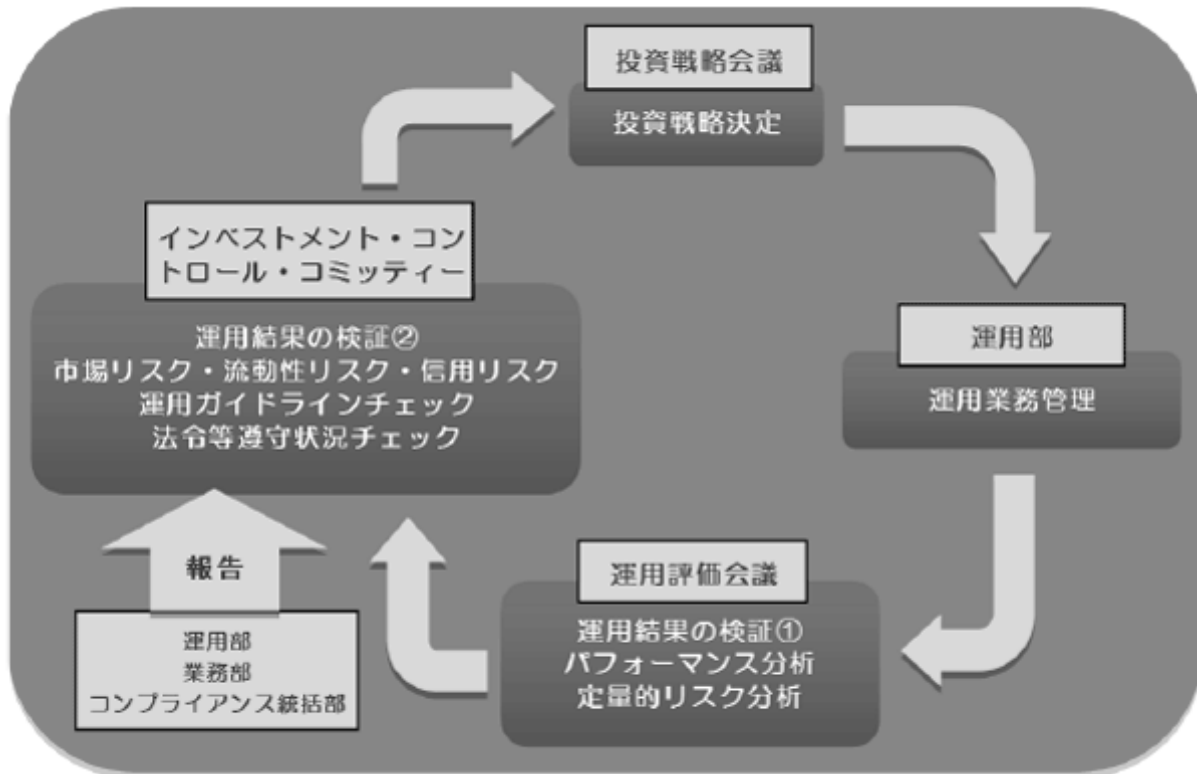 投資戦略会議
投資戦略決定
インベストメント・コン
トロール・コミッティー
運用結果の検証②
市場リスク・流動性リスク・信用リスク
運用ガイドラインチェック
法令等遵守状況チェック
運用部
運用業務管理
報告
運用部
業務部
コンプライアンス統括部
運用評価会議
運用結果の検証①
パフォーマンス分析
定量的リスク分析